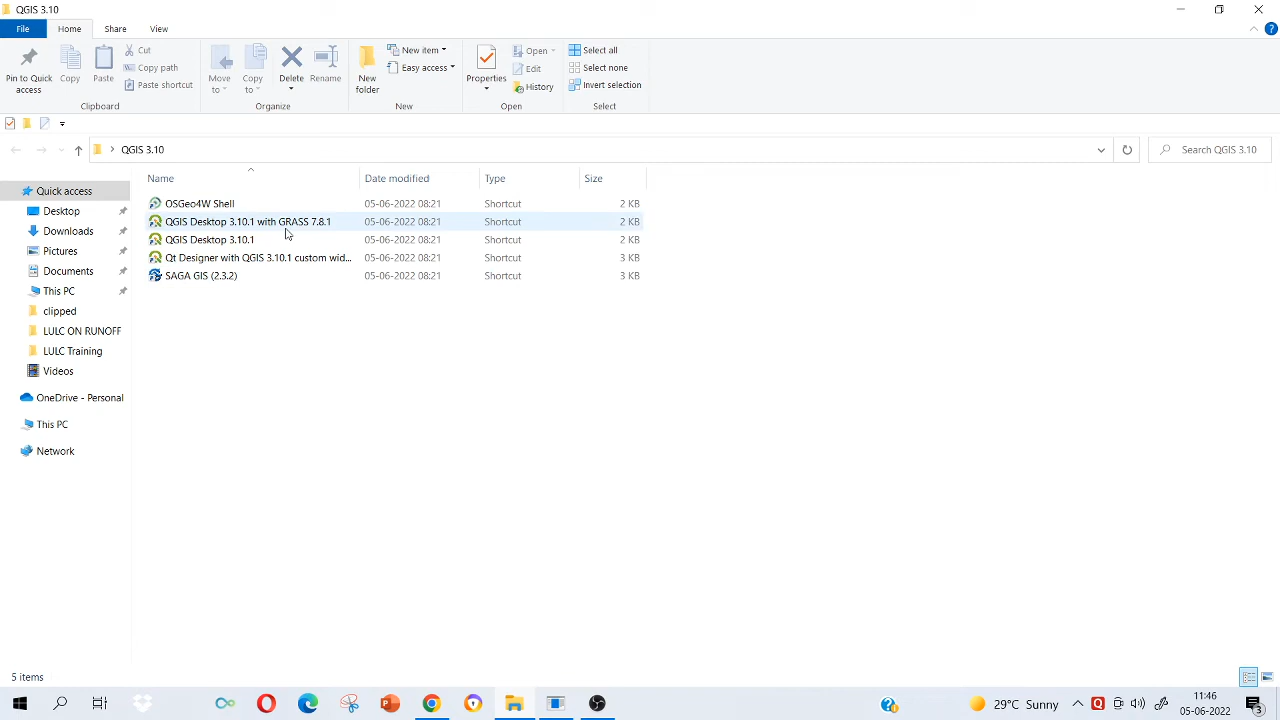 QGIS 3.10
File
Home
Share
View
Pin to Quick access
Copy
Paste
Cut
Copy path
Paste shortcut
Clipboard
Move to
Copy to
Delete
Rename
Organize
New folder
New item
Easy access
New
Properties
Open
Edit
History
Open
Select all
Select none
Invert selection
Select
QGIS 3.10
Search QGIS 3.10
Name
Date modified
Type
Size
OSGeo4W Shell 05-06-2022 08:21 Shortcut 2 KB
QGIS Desktop 3.10.1 with GRASS 7.8.1 05-06-2022 08:21 Shortcut 2 KB
QGIS Desktop 3.10.1 05-06-2022 08:21 Shortcut 2 KB
Qt Designer with QGIS 3.10.1 custom wid... 05-06-2022 08:21 Shortcut 3 KB
SAGA GIS (2.3.2) 05-06-2022 08:21 Shortcut 3 KB
Quick access
Desktop
Downloads
Pictures
Documents
This PC
clipped
LULC ON RUNOFF
LULC Training
Videos
OneDrive - Personal
This PC
Network
5 items
29°C Sunny
11:46
05-06-2022
3